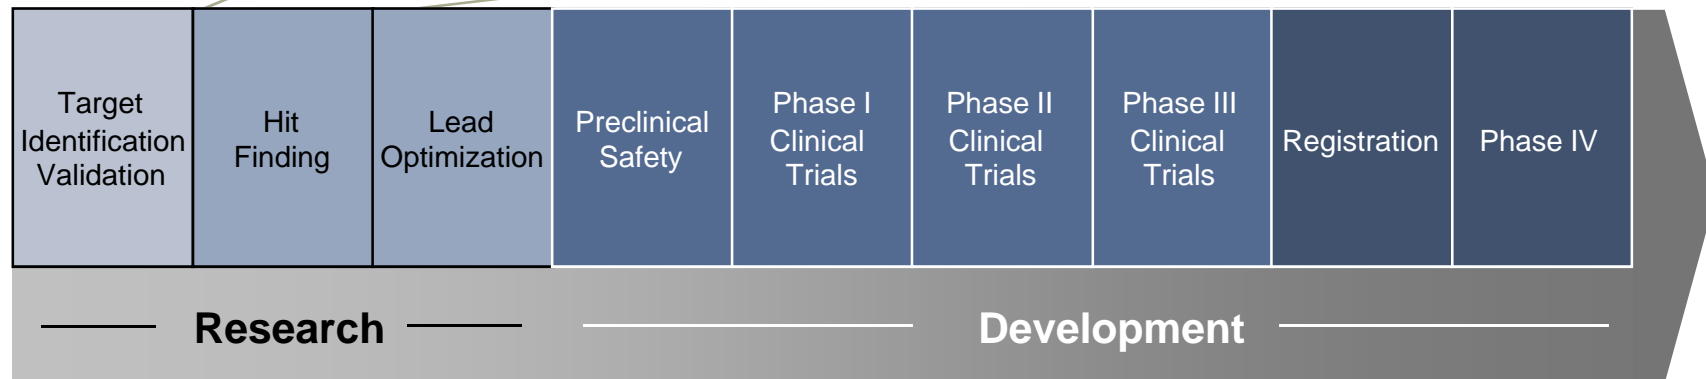 Target
Identification
Validation
Hit
Finding
Lead
Optimization
Preclinical
Safety
Phase I
Clinical
Trials
Phase II
Clinical
Trials
Phase III
Clinical
Trials
Registration
Phase IV
Research
Development